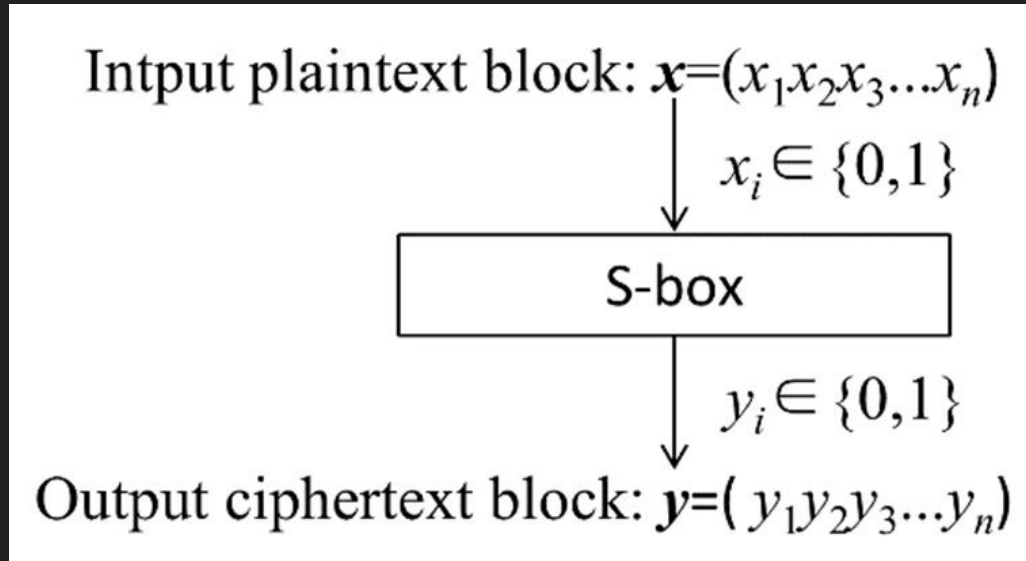 Intput plaintext block: x=(x₁x₂x₃...xₙ)
xᵢ∈ {0,1}
S-box
yᵢ∈ {0,1}
Output ciphertext block: y=( y₁y₂y₃...yₙ)